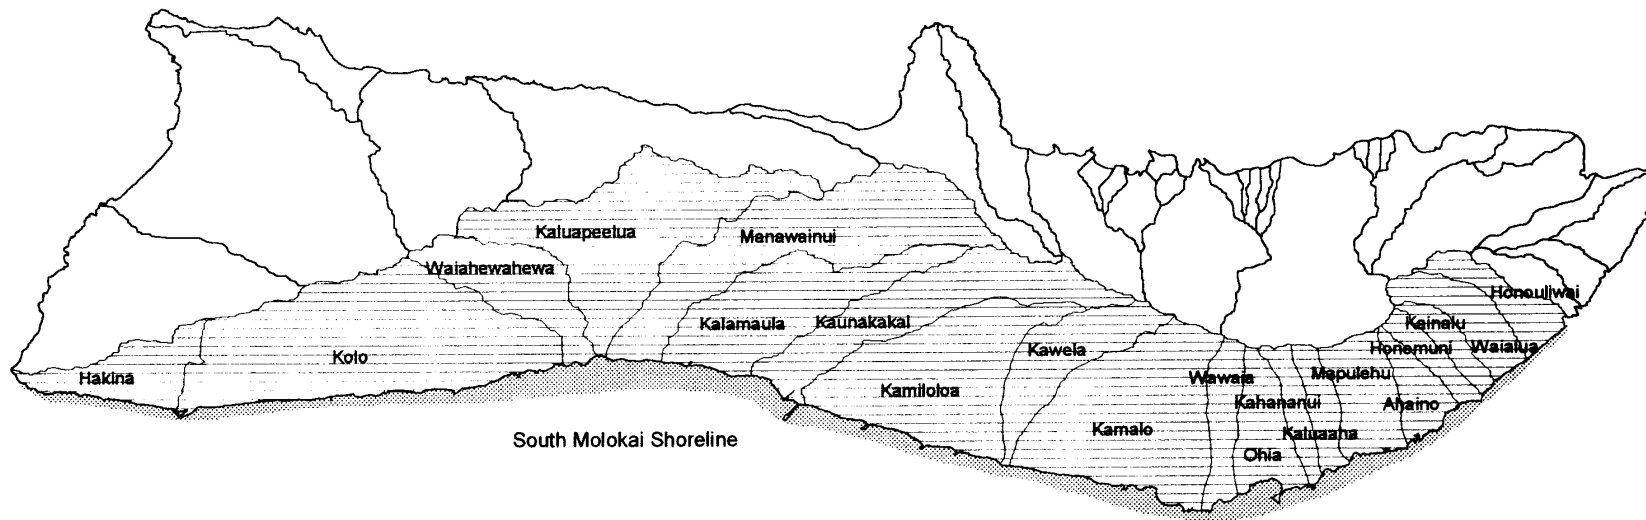 Kaluapeelua
Manawainui
Waiahewahewa
Honouliwai
Kalamaula
Kaunakakai
Kainalu
Kolo
Kawela
Honomuni
Waialua
Hakina
Wawaia
Mapulehu
Kamiloloa
Kahananui
Ahaino
Kamalo
Kaluaaha
South Molokai Shoreline
Ohia